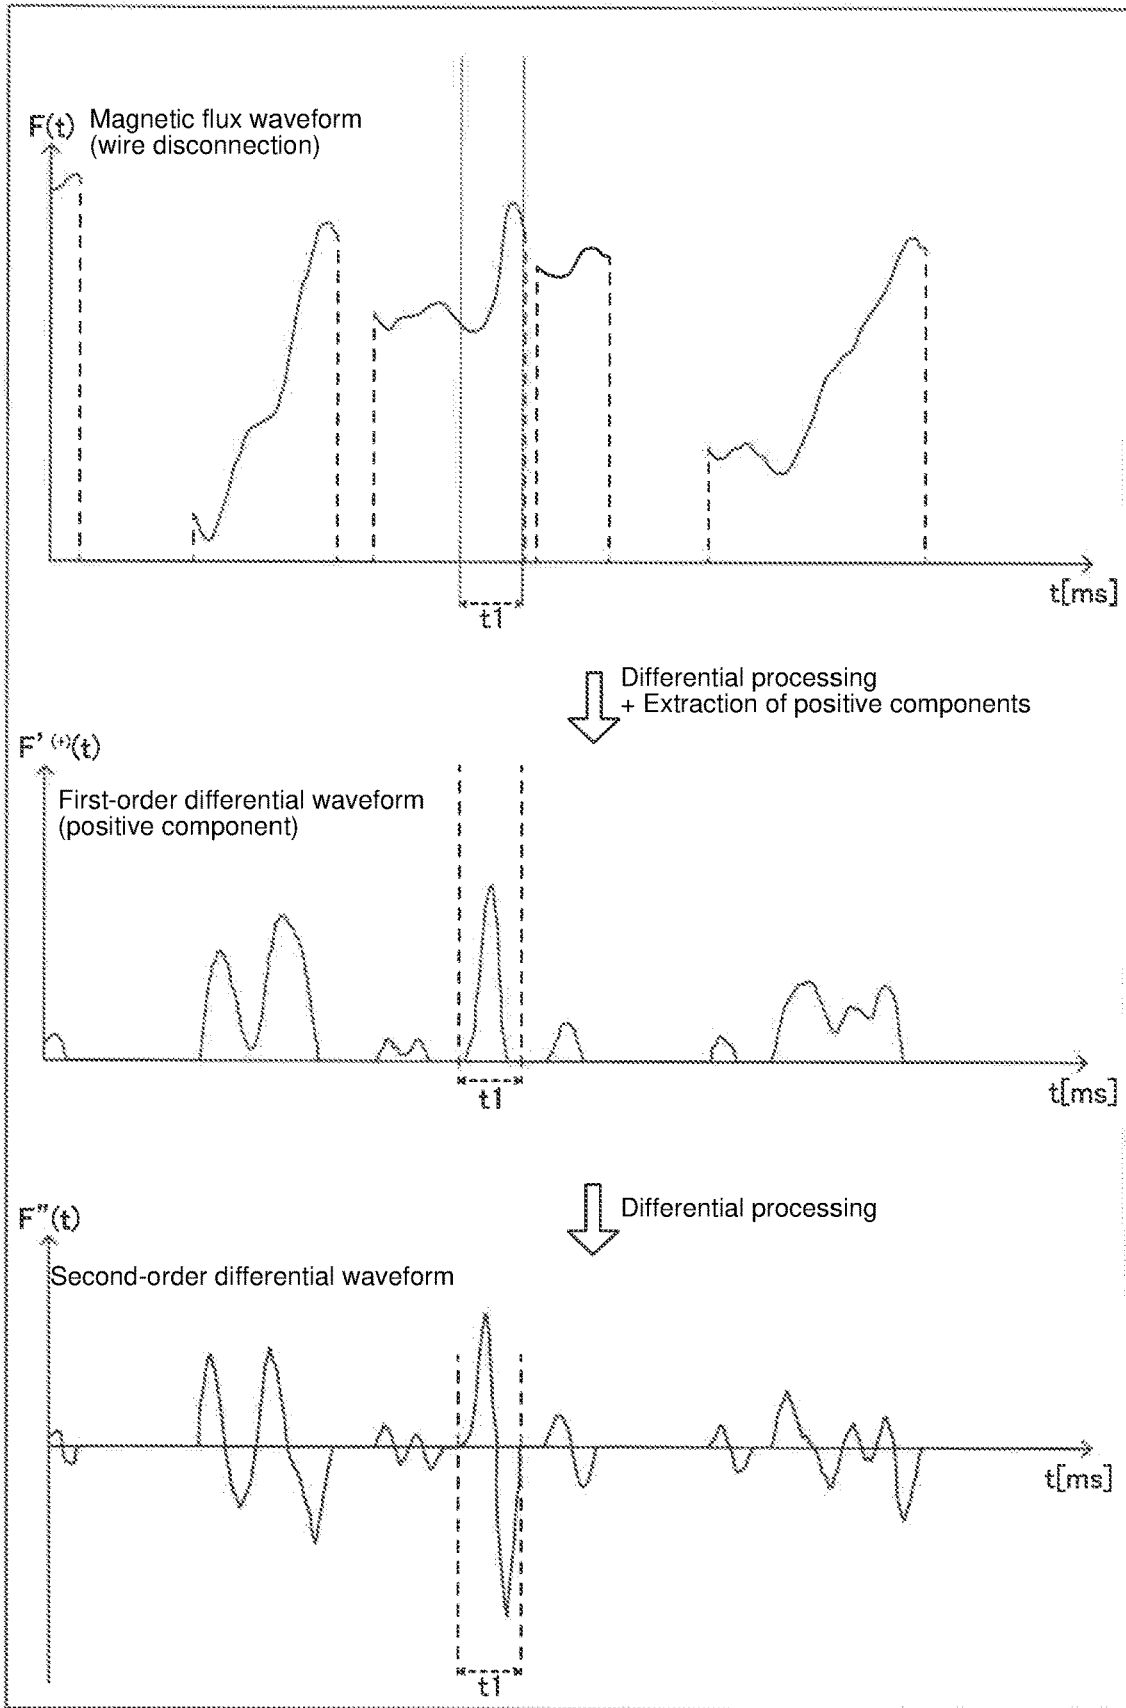 F(t)
Magnetic flux waveform
(wire disconnection)
t[ms]
t1
Differential processing
+ Extraction of positive components
F'(+)(t)
First-order differential waveform
(positive component)
t1
t[ms]
Differential processing
F"(t)
Second-order differential waveform
t[ms]
t1